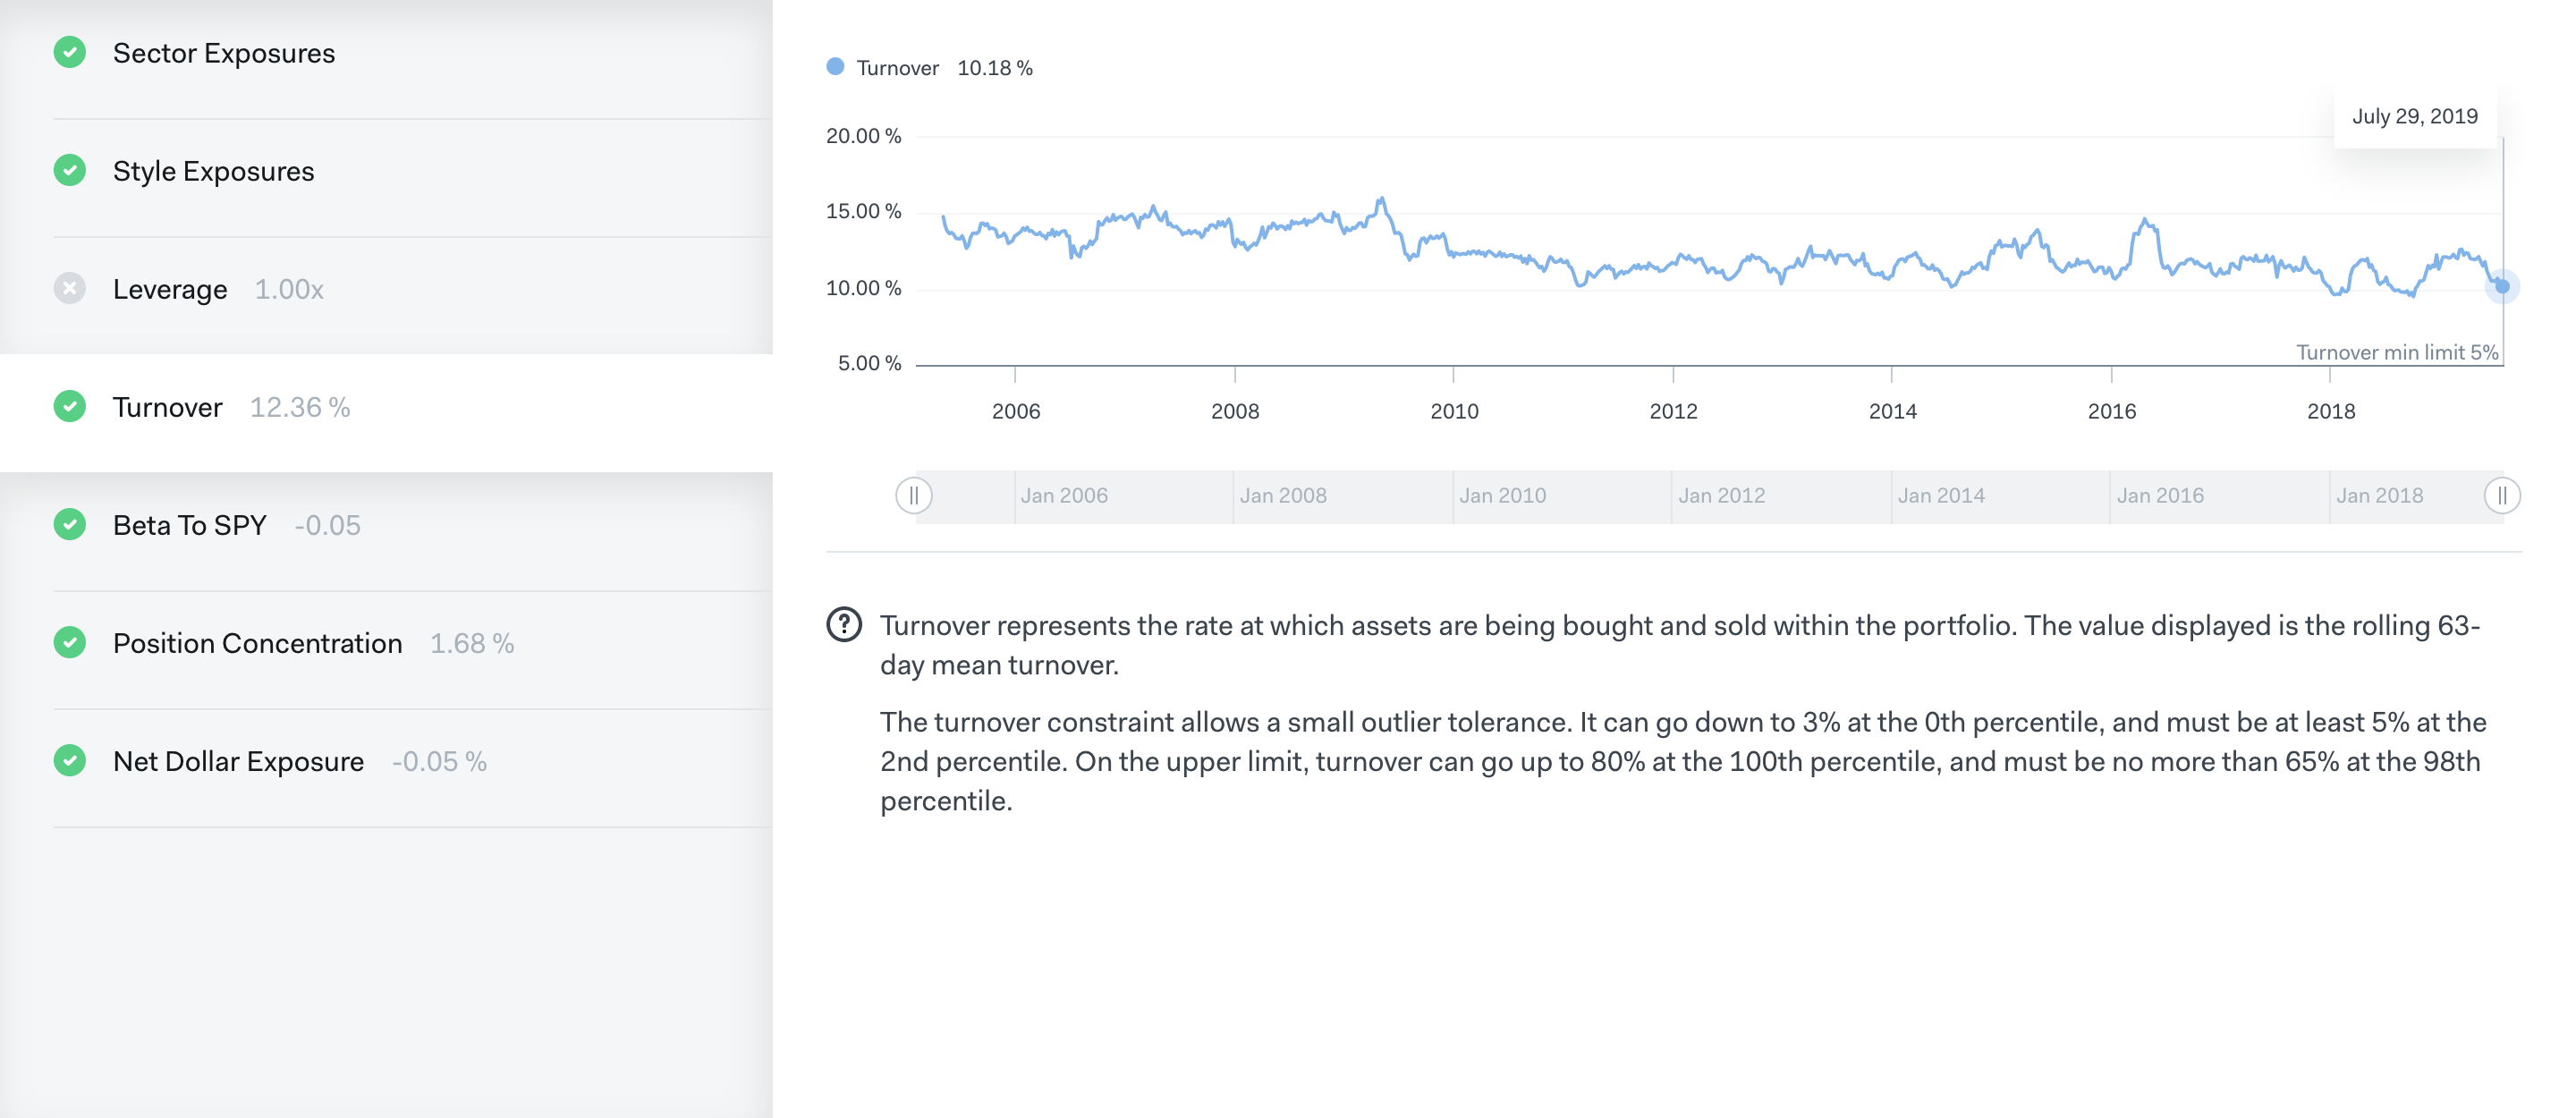 Sector Exposures
Style Exposures
Leverage 1.00x
Turnover 12.36 %
Beta To SPY -0.05
Position Concentration 1.68 %
Net Dollar Exposure -0.05 %
Turnover 10.18 %
July 29, 2019
20.00 %
15.00 %
10.00 %
5.00 %
Turnover min limit 5%
2006 2008 2010 2012 2014 2016 2018
Jan 2006 Jan 2008 Jan 2010 Jan 2012 Jan 2014 Jan 2016 Jan 2018
Turnover represents the rate at which assets are being bought and sold within the portfolio. The value displayed is the rolling 63-
day mean turnover.
The turnover constraint allows a small outlier tolerance. It can go down to 3% at the 0th percentile, and must be at least 5% at the
2nd percentile. On the upper limit, turnover can go up to 80% at the 100th percentile, and must be no more than 65% at the 98th
percentile.